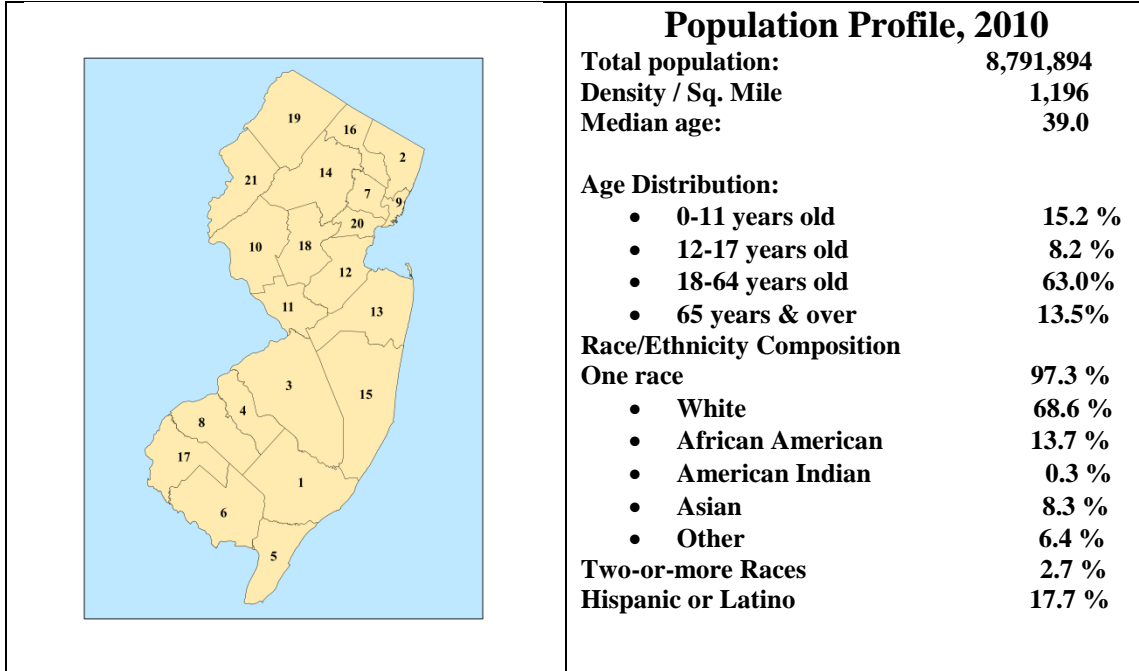 19
16
2
14
21
7
9
20
10
18
12
11
13
3
15
4
8
17
1
6
5
Population Profile, 2010
Total population: 8,791,894
Density / Sq. Mile 1,196
Median age: 39.0
Age Distribution:
• 0-11 years old 15.2 %
• 12-17 years old 8.2 %
• 18-64 years old 63.0%
• 65 years & over 13.5%
Race/Ethnicity Composition
One race 97.3 %
• White 68.6 %
• African American 13.7 %
• American Indian 0.3 %
• Asian 8.3 %
• Other 6.4 %
Two-or-more Races 2.7 %
Hispanic or Latino 17.7 %